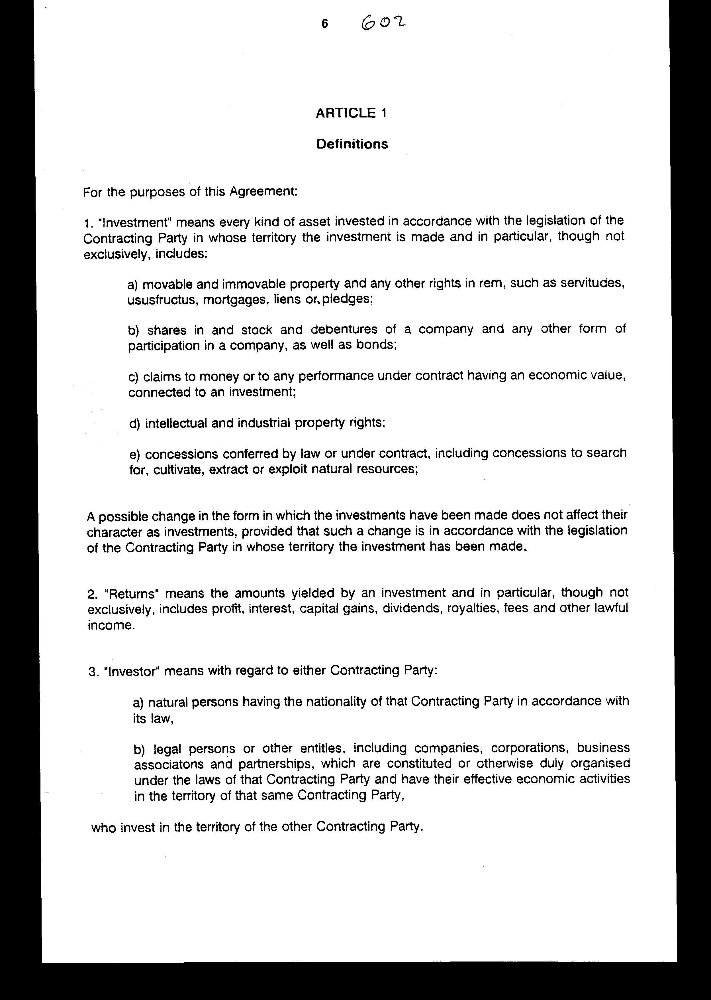 6 602
ARTICLE 1
Definitions
For the purposes of this Agreement:
1. "Investment" means every kind of asset invested in accordance with the legislation of the
Contracting Party in whose territory the investment is made and in particular, though not
exclusively, includes:
a) movable and immovable property and any other rights in rem, such as servitudes,
ususfructus, mortgages, liens or pledges;
b) shares in and stock and debentures of a company and any other form of
participation in a company, as well as bonds;
c) claims to money or to any performance under contract having an economic value,
connected to an investment;
d) intellectual and industrial property rights;
e) concessions conferred by law or under contract, including concessions to search
for, cultivate, extract or exploit natural resources;
A possible change in the form in which the investments have been made does not affect their
character as investments, provided that such a change is in accordance with the legislation
of the Contracting Party in whose territory the investment has been made.
2. "Returns" means the amounts yielded by an investment and in particular, though not
exclusively, includes profit, interest, capital gains, dividends, royalties, fees and other lawful
income.
3. "Investor" means with regard to either Contracting Party:
a) natural persons having the nationality of that Contracting Party in accordance with
its law,
b) legal persons or other entities, including companies, corporations, business
associatons and partnerships, which are constituted or otherwise duly organised
under the laws of that Contracting Party and have their effective economic activities
in the territory of that same Contracting Party,
who invest in the territory of the other Contracting Party.